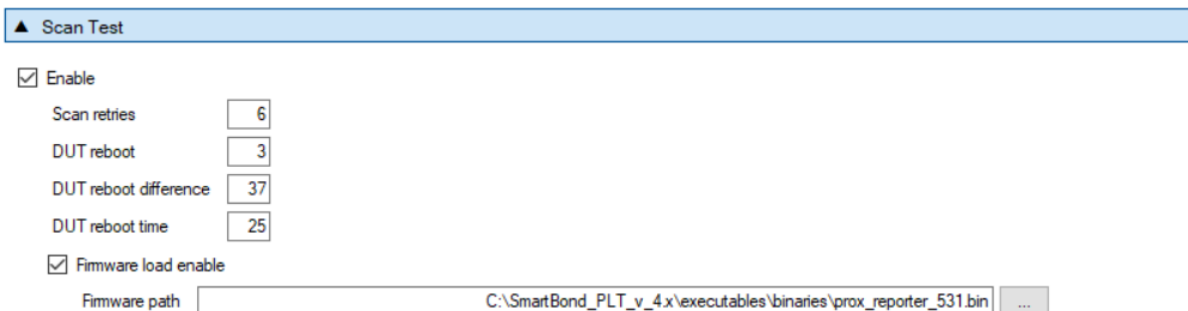 ▲ Scan Test
Enable
Scan retries 6
DUT reboot 3
DUT reboot difference 37
DUT reboot time 25
Firmware load enable
Firmware path C:\SmartBond_PLT_v_4.x\executables\binaries\prox_reporter_531.bin ...